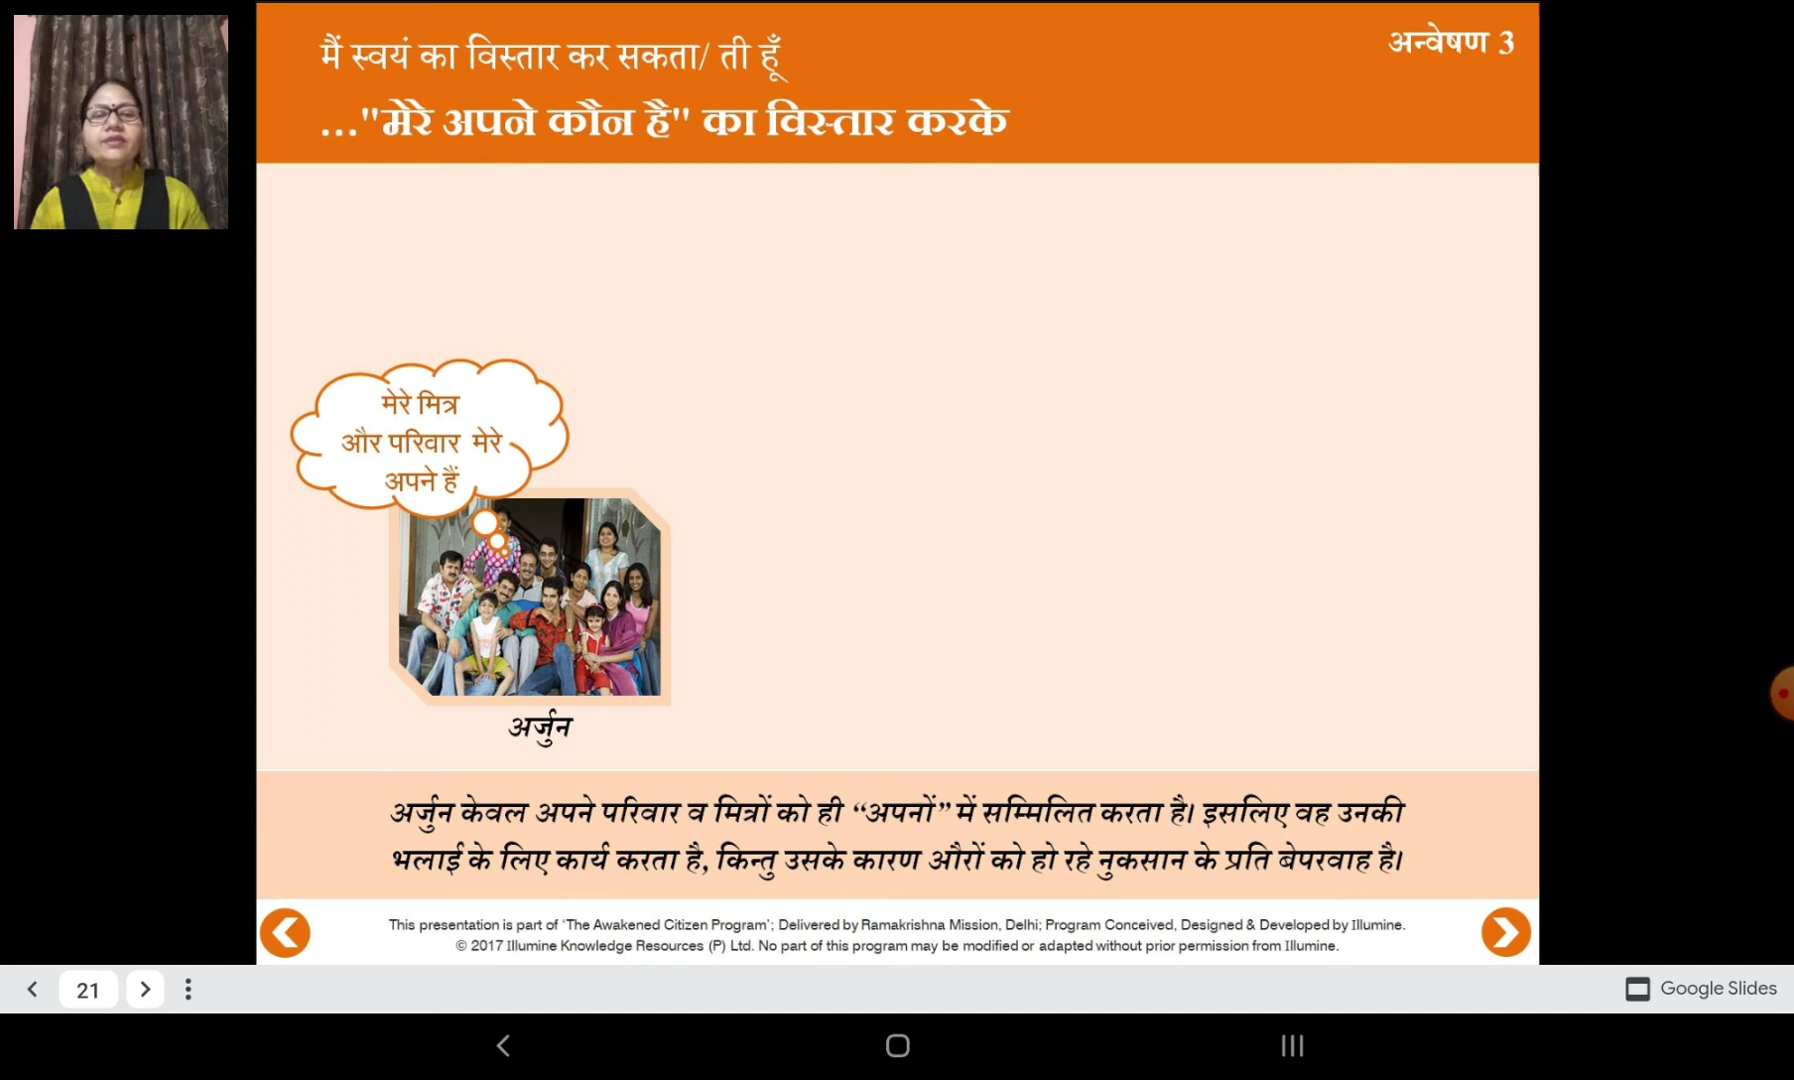 मैं स्वयं का विस्तार कर सकता/ ती हूँ
अन्वेषण 3
..."मेरे अपने कौन है" का विस्तार करके
मेरे मित्र
और परिवार मेरे
अपने हैं
अर्जुन
अर्जुन केवल अपने परिवार व मित्रों को ही “अपनों” में सम्मिलित करता है। इसलिए वह उनकी
भलाई के लिए कार्य करता है, किन्तु उसके कारण औरों को हो रहे नुकसान के प्रति बेपरवाह है।
This presentation is part of ‘The Awakened Citizen Program’; Delivered by Ramakrishna Mission, Delhi; Program Conceived, Designed & Developed by Illumine.
© 2017 Illumine Knowledge Resources (P) Ltd. No part of this program may be modified or adapted without prior permission from Illumine.
21
Google Slides